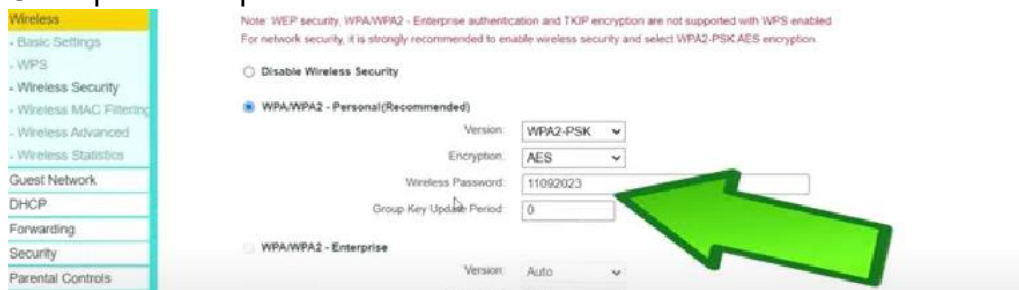 Wireless
- Basic Settings
- WPS
- Wireless Security
- Wireless MAC Filtering
- Wireless Advanced
- Wireless Statistics
Guest Network
DHCP
Forwarding
Security
Parental Controls
Note: WEP security, WPA/WPA2 - Enterprise authentication and TKIP encryption are not supported with WPS enabled
For network security, it is strongly recommended to enable wireless security and select WPA2-PSK AES encryption
Disable Wireless Security
WPA/WPA2 - Personal(Recommended)
Version: WPA2-PSK
Encryption: AES
Wireless Password: 11092023
Group Key Update Period: 0
WPA/WPA2 - Enterprise
Version: Auto